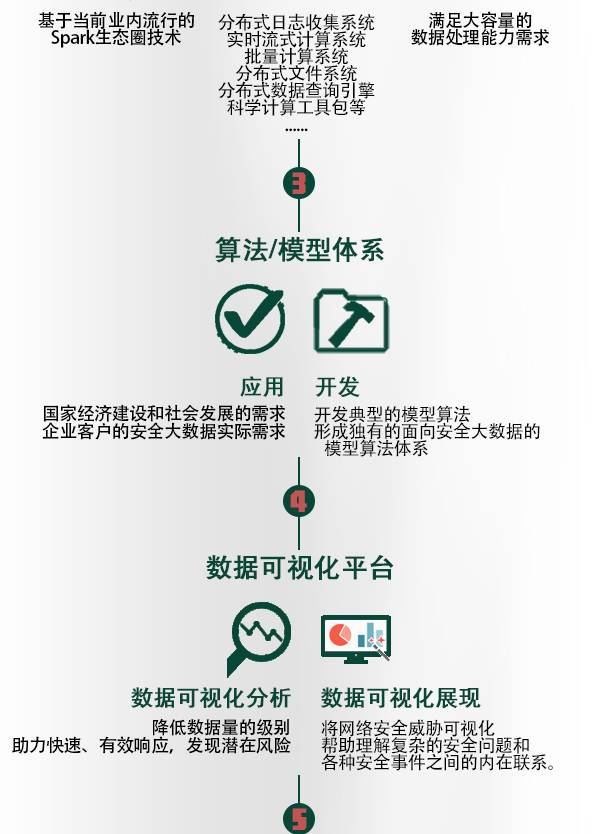 基于当前业内流行的
Spark生态圈技术
分布式日志收集系统
实时流式计算系统
批量计算系统
分布式文件系统
分布式数据查询引擎
科学计算工具包等
......
满足大容量的
数据处理能力需求
3
算法/模型体系
应用
国家经济建设和社会发展的需求
企业客户的安全大数据实际需求
开发
开发典型的模型算法
形成独有的面向安全大数据的
模型算法体系
4
数据可视化平台
数据可视化分析
降低数据量的级别
助力快速、有效响应，发现潜在风险
数据可视化展现
将网络安全威胁可视化
帮助理解复杂的安全问题和
各种安全事件之间的内在联系。
5